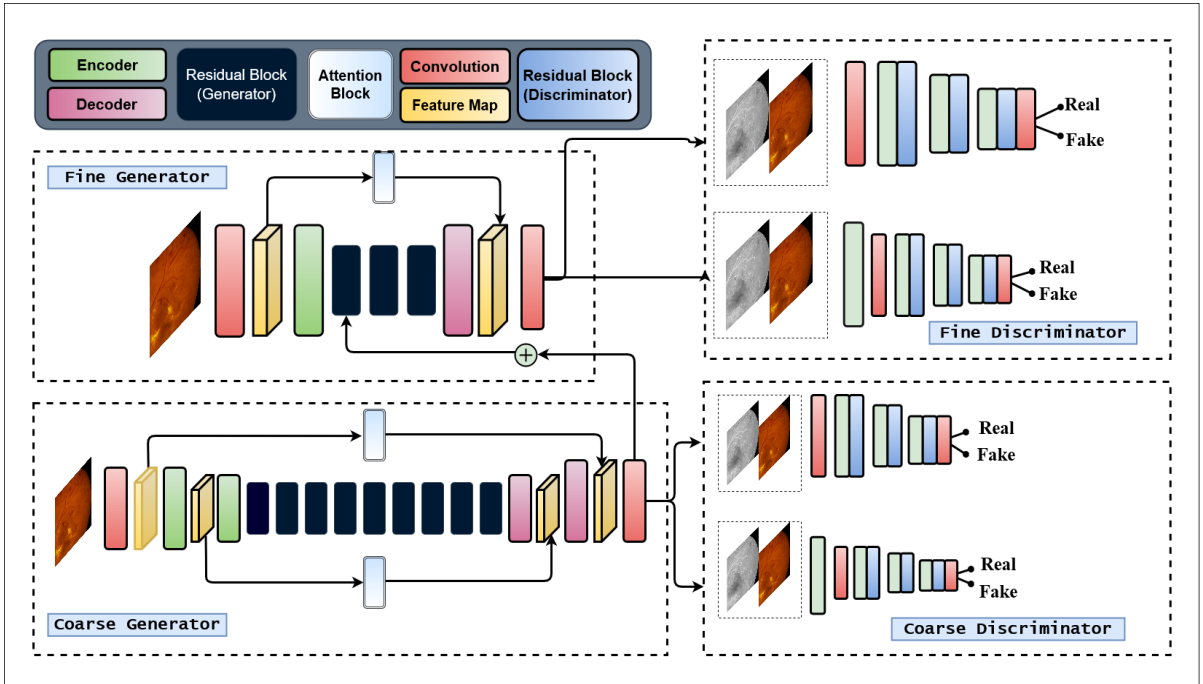 Encoder
Decoder
Residual Block
(Generator)
Attention
Block
Convolution
Feature Map
Residual Block
(Discriminator)
Fine Generator
Real
Fake
Real
Fake
Fine Discriminator
+
Coarse Generator
Real
Fake
Real
Fake
Coarse Discriminator